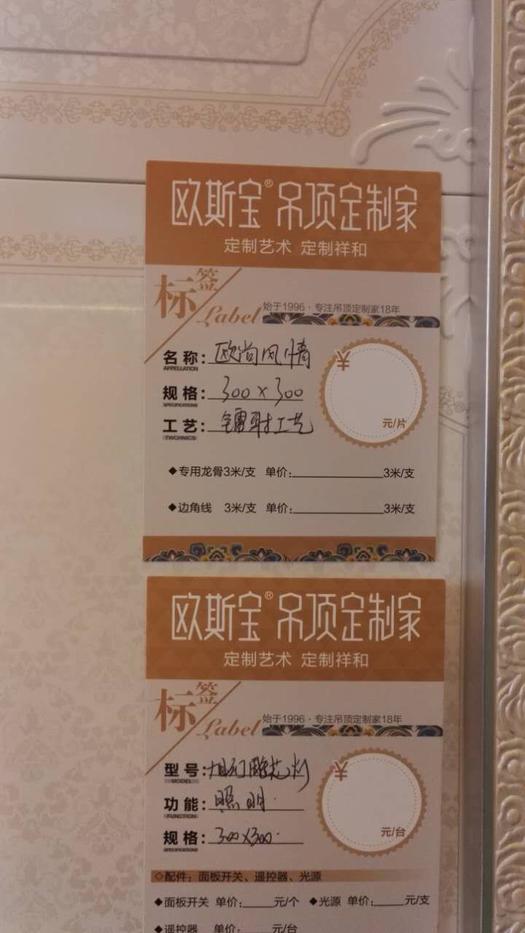 欧斯宝® 吊顶定制家
定制艺术 定制祥和
标签
Label
始于1996·专注吊顶定制家18年
名称：欧尚风情
APPELLATION
规格：300×300
SPECIFICATIONS
工艺：镭射工艺
TECHNICS
¥
元/片
◆专用龙骨3米/支 单价:3米/支
◆边角线 3米/支 单价:3米/支
欧斯宝® 吊顶定制家
定制艺术 定制祥和
标签
Label
始于1996·专注吊顶定制家18年
型号：
MODEL
功能：照明
FUNCTION
规格：300×300
SPECIFICATIONS
¥
元/台
◇配件：面板开关、遥控器、光源
◆面板开关 单价:元/个 ◆光源 单价:元/支
◆遥控器 单价:元/台